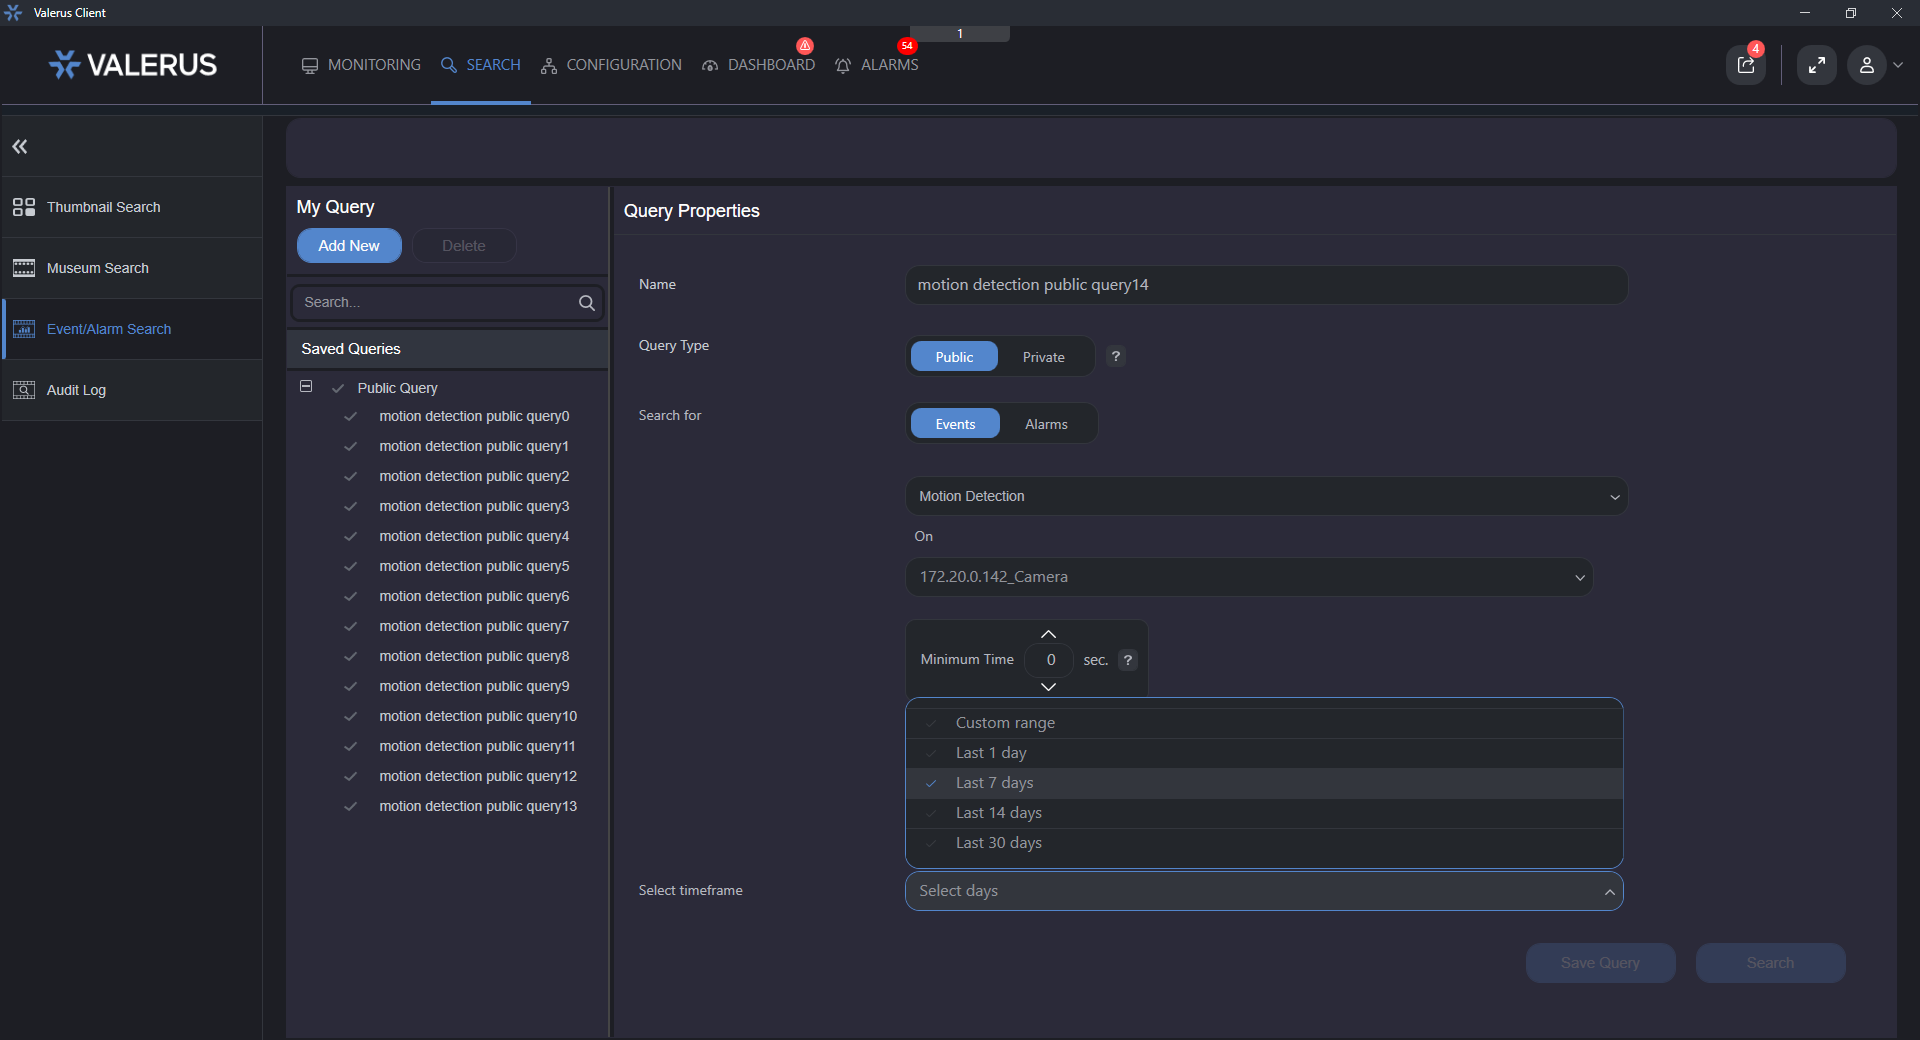 Valerus Client
1
VALERUS
MONITORING
SEARCH
CONFIGURATION
DASHBOARD
54
ALARMS
4
Thumbnail Search
Museum Search
Event/Alarm Search
Audit Log
My Query
Add New
Delete
Search...
Saved Queries
Public Query
motion detection public query0
motion detection public query1
motion detection public query2
motion detection public query3
motion detection public query4
motion detection public query5
motion detection public query6
motion detection public query7
motion detection public query8
motion detection public query9
motion detection public query10
motion detection public query11
motion detection public query12
motion detection public query13
Query Properties
Name
motion detection public query14
Query Type
Public
Private
?
Search for
Events
Alarms
Motion Detection
On
172.20.0.142_Camera
Minimum Time
0
sec.
?
Custom range
Last 1 day
Last 7 days
Last 14 days
Last 30 days
Select timeframe
Select days
Save Query
Search